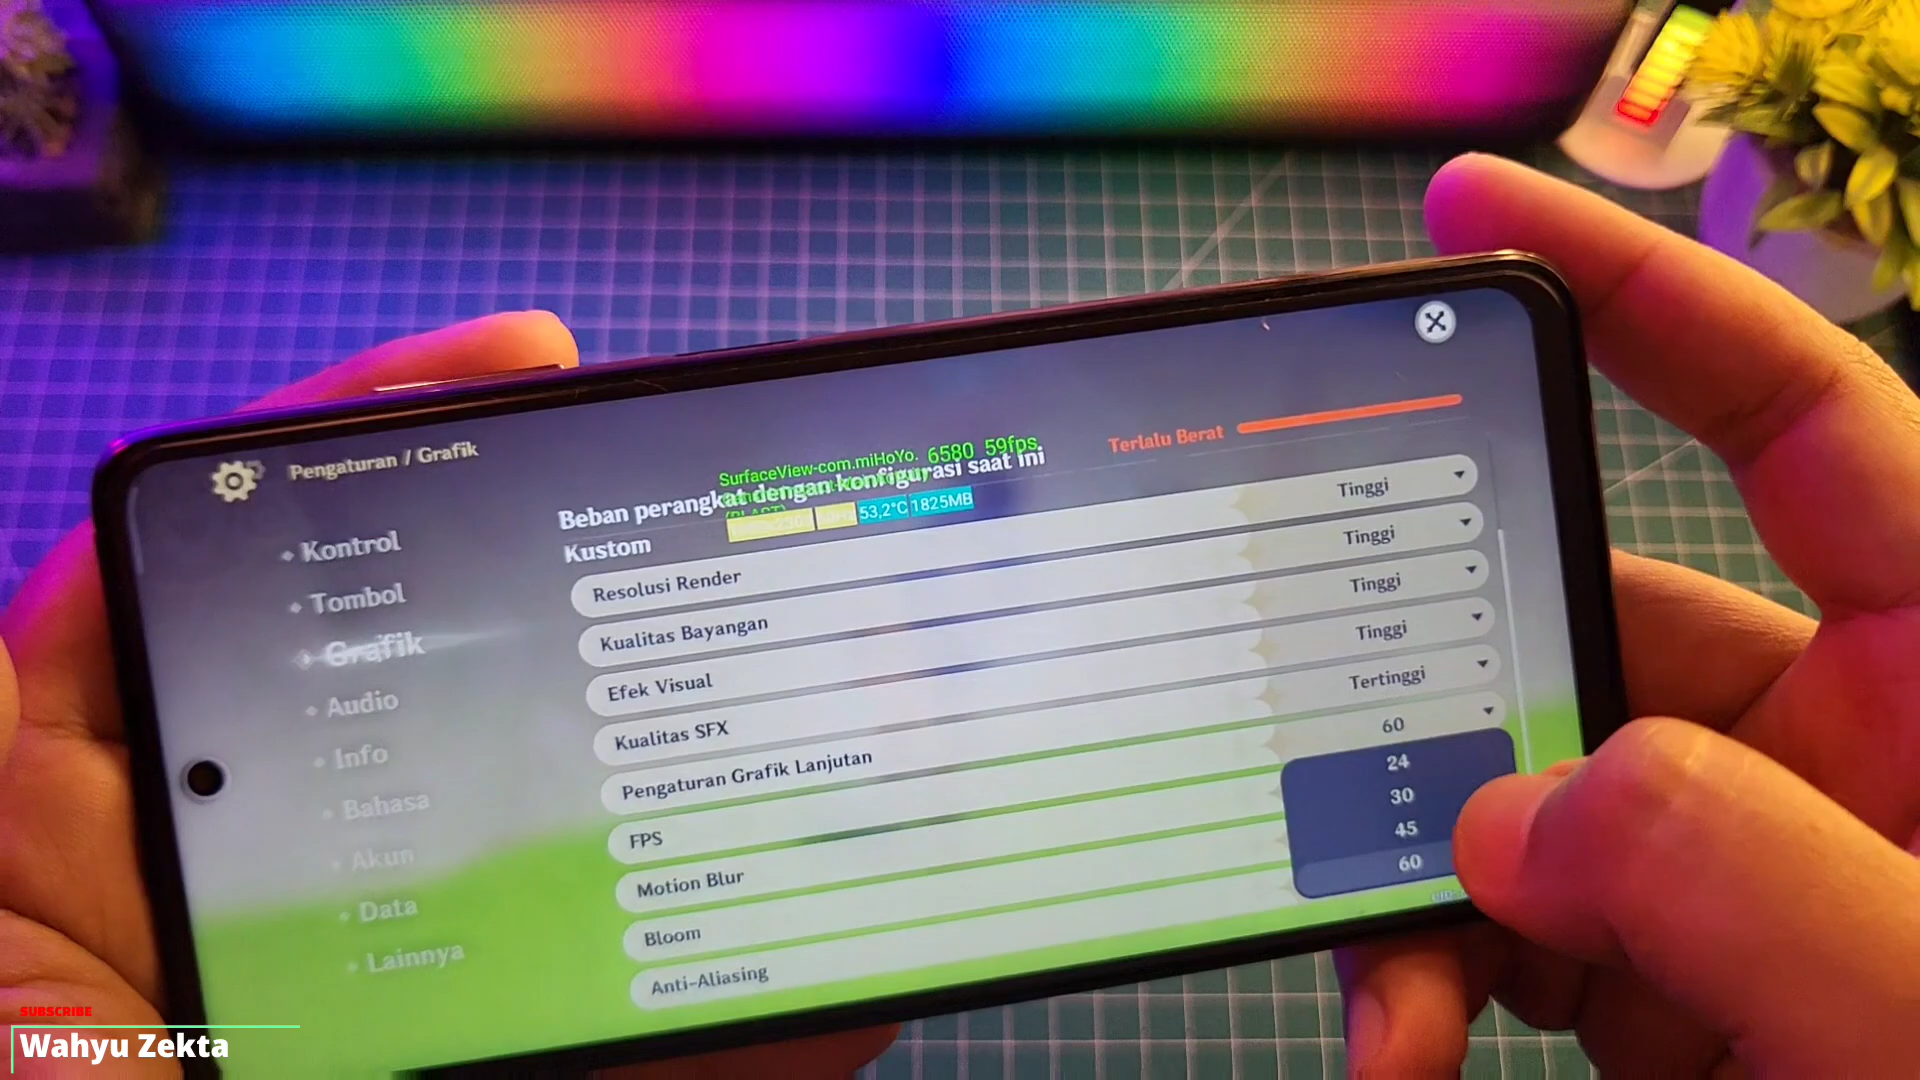 Pengaturan / Grafik
SurfaceView-com.miHoYo. 6580 59fps.
Terlalu Berat
Beban perangkat dengan konfigurasi saat ini
(BLAST)
53,2°C 1825MB
Kustom
Kontrol
Tombol
Grafik
Audio
Info
Bahasa
Akun
Data
Lainnya
Resolusi Render Tinggi
Kualitas Bayangan Tinggi
Efek Visual Tinggi
Kualitas SFX Tinggi
Pengaturan Grafik Lanjutan Tertinggi
FPS 60
24
30
45
60
Motion Blur
Bloom
Anti-Aliasing
SUBSCRIBE
Wahyu Zekta